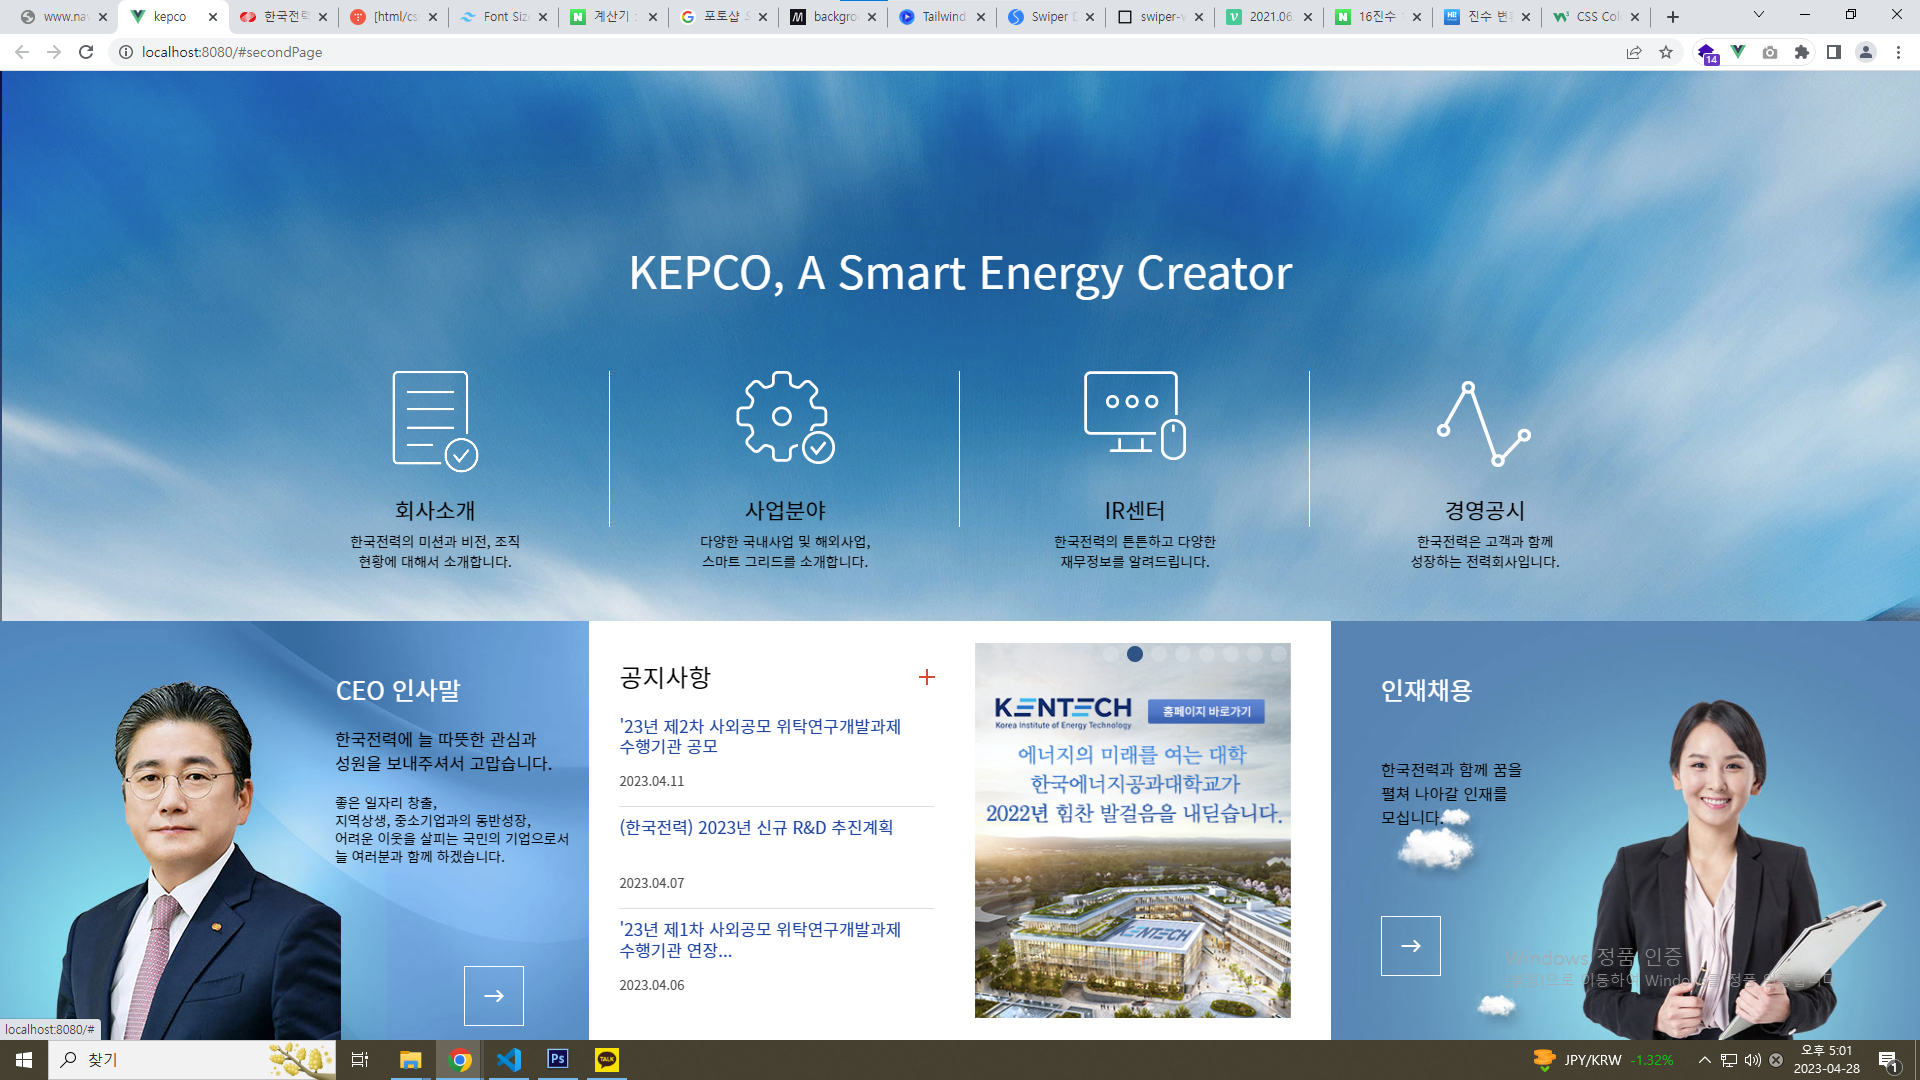 www.nav
kepco
한국전력
[html/css
Font Size
계산기 :
포토샵 오
backgrou
Tailwind
Swiper D
swiper-v
2021.06.
16진수
진수 변환
CSS Colo
localhost:8080/#secondPage
14
KEPCO, A Smart Energy Creator
회사소개
한국전력의 미션과 비전, 조직
현황에 대해서 소개합니다.
사업분야
다양한 국내사업 및 해외사업,
스마트 그리드를 소개합니다.
IR센터
한국전력의 튼튼하고 다양한
재무정보를 알려드립니다.
경영공시
한국전력은 고객과 함께
성장하는 전력회사입니다.
CEO 인사말
한국전력에 늘 따뜻한 관심과
성원을 보내주셔서 고맙습니다.
좋은 일자리 창출,
지역상생, 중소기업과의 동반성장,
어려운 이웃을 살피는 국민의 기업으로서
늘 여러분과 함께 하겠습니다.
공지사항
'23년 제2차 사외공모 위탁연구개발과제
수행기관 공모
2023.04.11
(한국전력) 2023년 신규 R&D 추진계획
2023.04.07
'23년 제1차 사외공모 위탁연구개발과제
수행기관 연장...
2023.04.06
KENTECH
Korea Institute of Energy Technology
홈페이지 바로가기
에너지의 미래를 여는 대학
한국에너지공과대학교가
2022년 힘찬 발걸음을 내딛습니다.
KENTECH
인재채용
한국전력과 함께 꿈을
펼쳐 나아갈 인재를
모십니다.
Windows 정품 인증
으로 이동하여 Windows를 정품 인증합니다
localhost:8080/#
찾기
Ps
TALK
JPY/KRW -1.32%
오후 5:01
2023-04-28
1